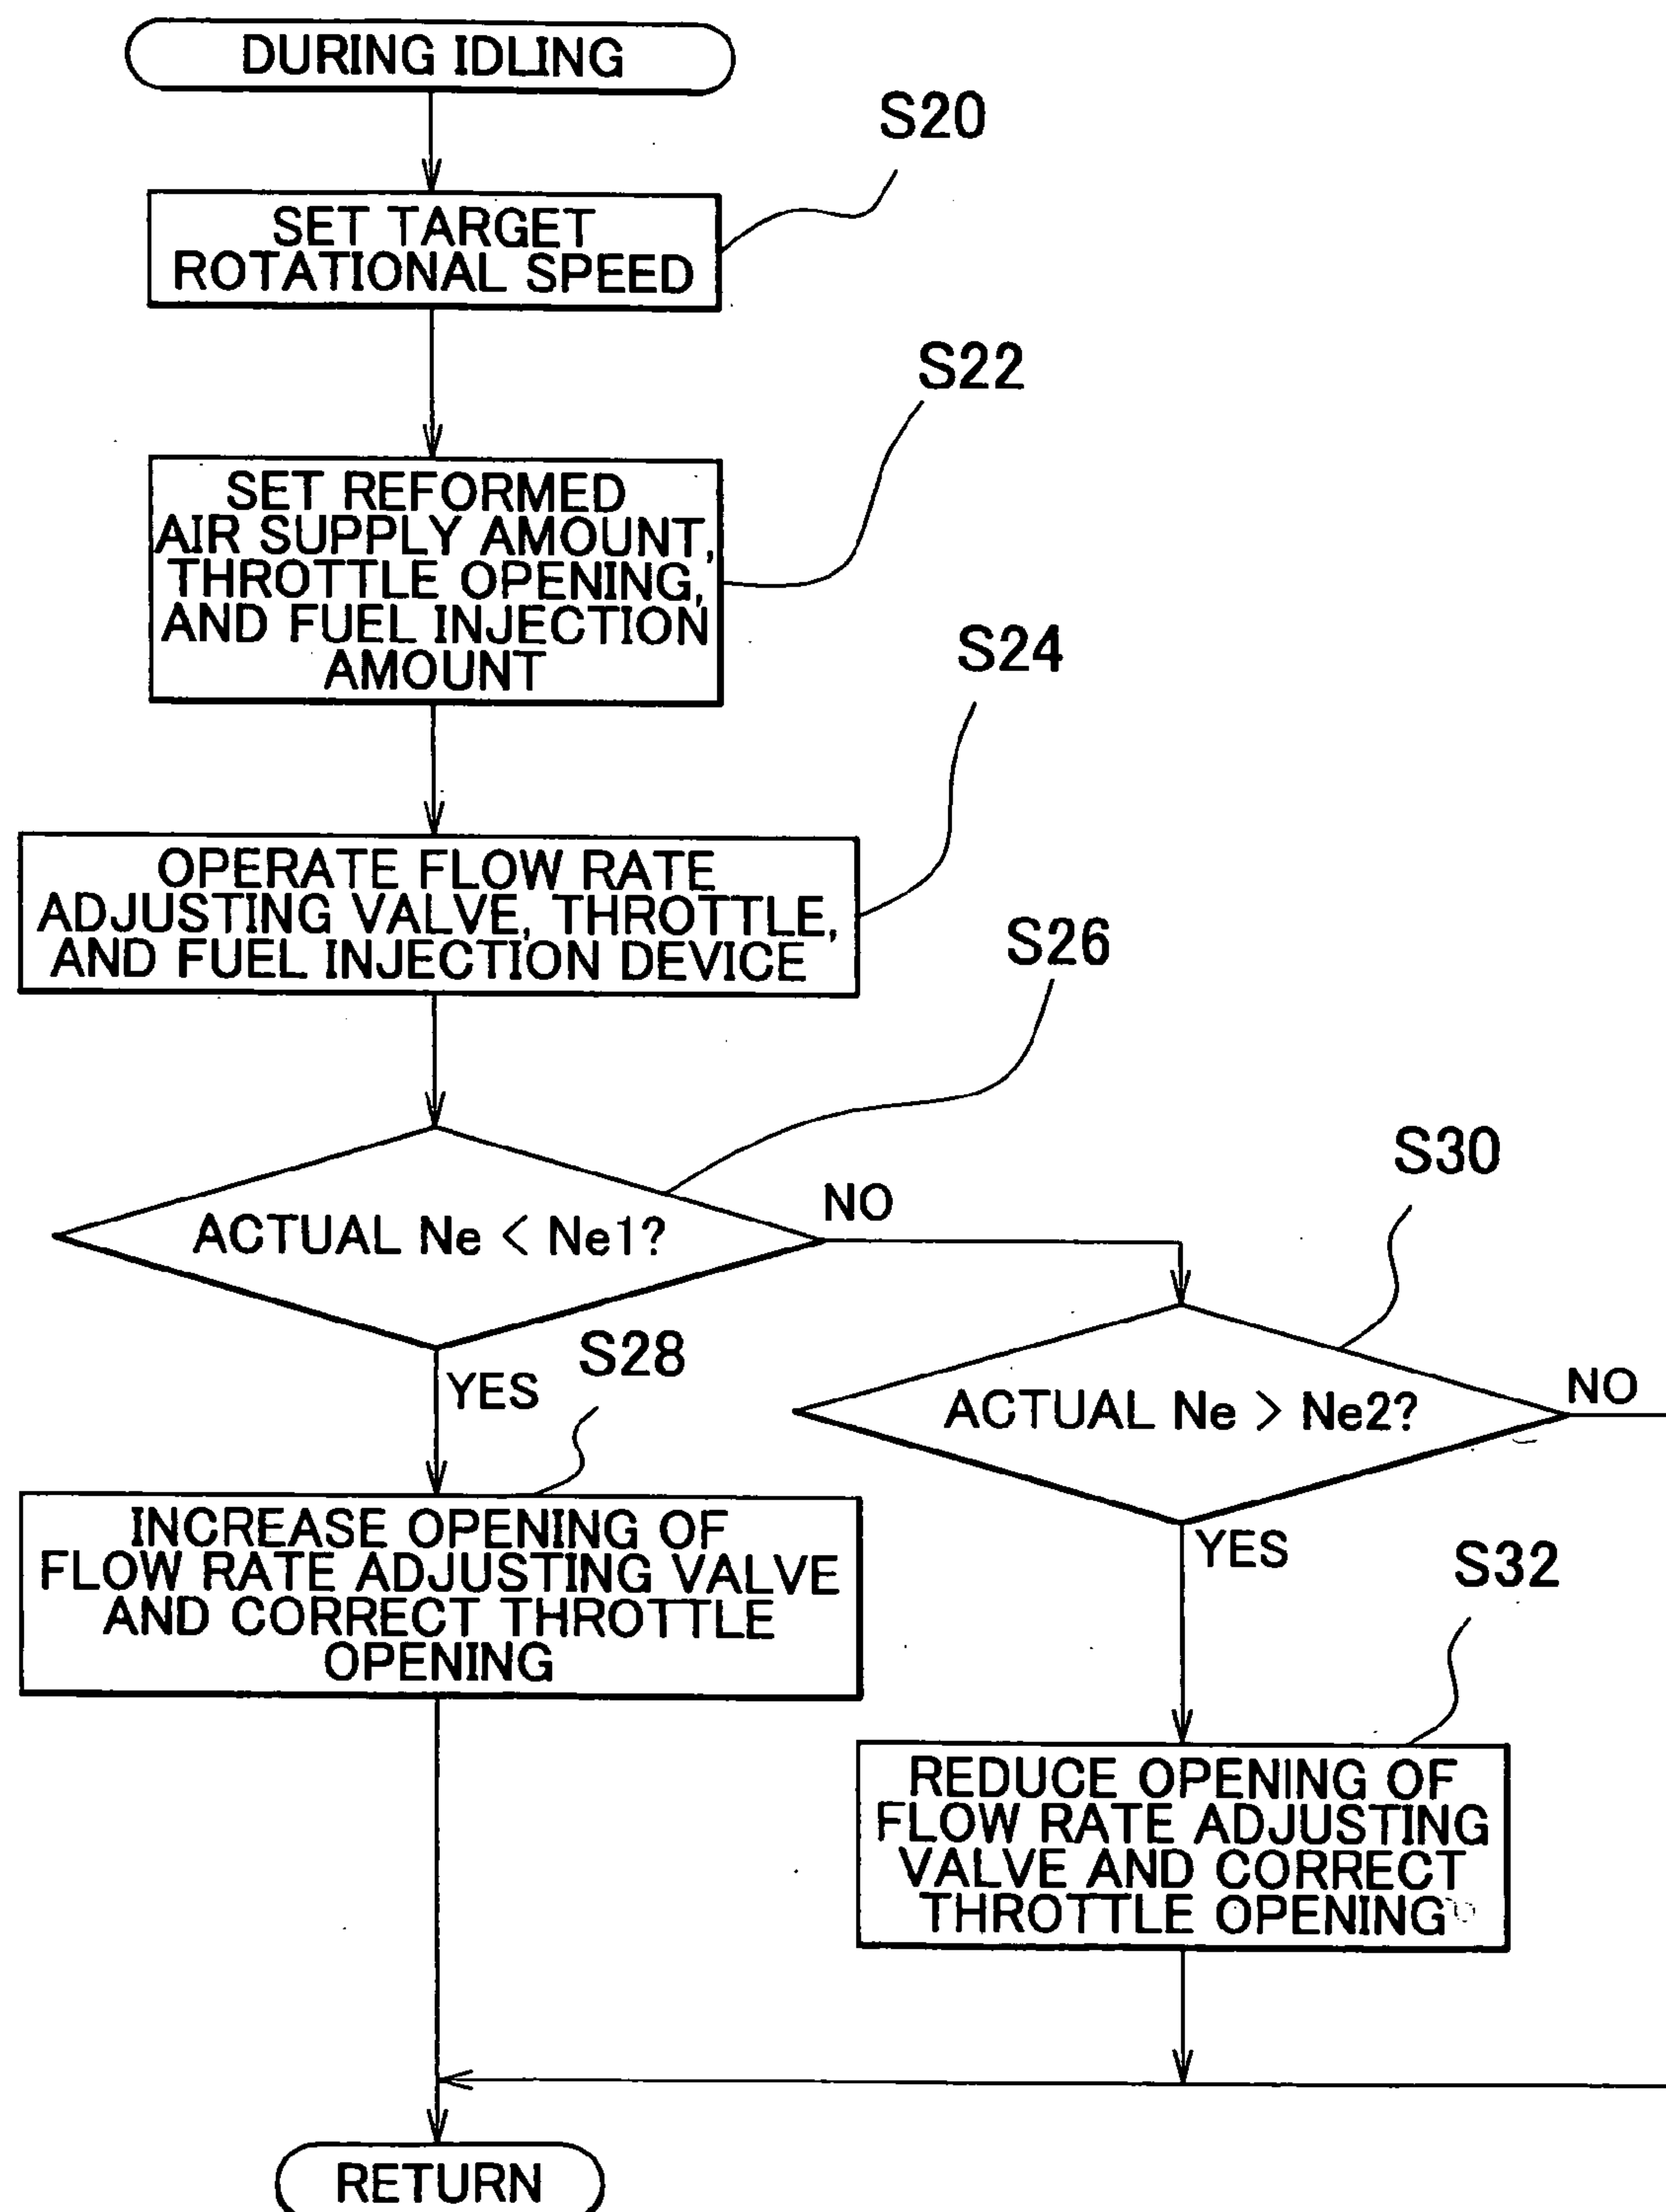 DURING IDLING
S20
SET TARGET
ROTATIONAL SPEED
S22
SET REFORMED
AIR SUPPLY AMOUNT,
THROTTLE OPENING,
AND FUEL INJECTION
AMOUNT
S24
OPERATE FLOW RATE
ADJUSTING VALVE, THROTTLE,
AND FUEL INJECTION DEVICE
S26
ACTUAL Ne < Ne1?
NO
YES
S28
INCREASE OPENING OF
FLOW RATE ADJUSTING VALVE
AND CORRECT THROTTLE
OPENING
S30
ACTUAL Ne > Ne2?
NO
YES
S32
REDUCE OPENING OF
FLOW RATE ADJUSTING
VALVE AND CORRECT
THROTTLE OPENING
RETURN